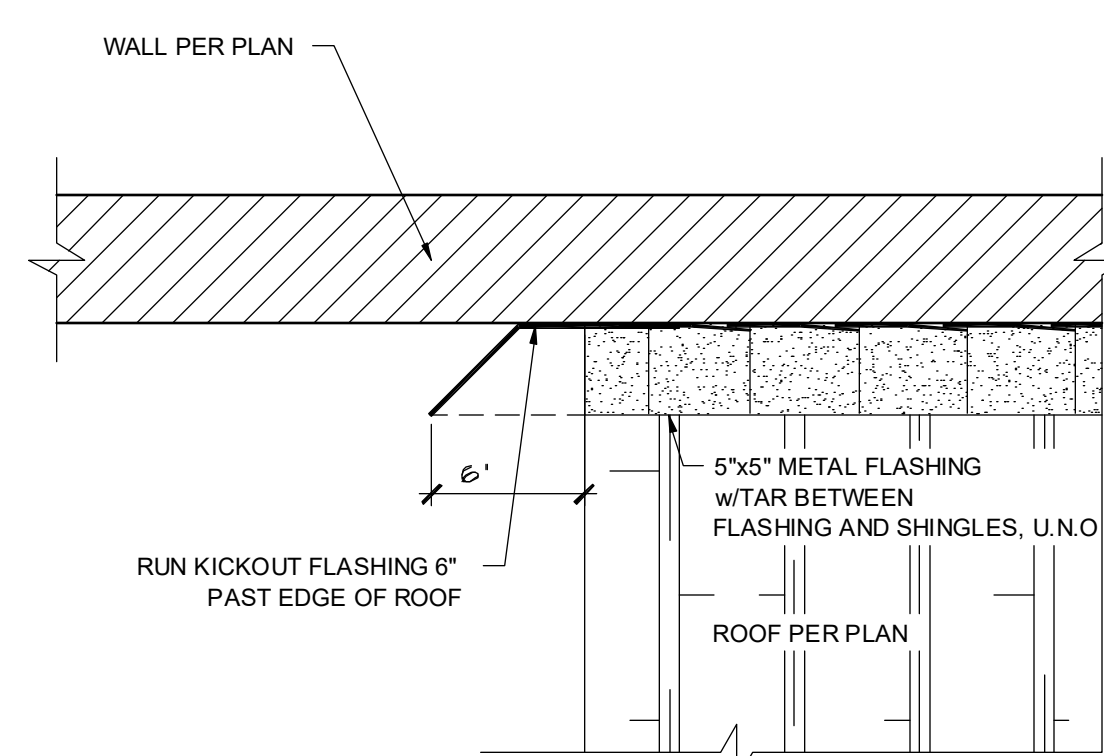 WALL PER PLAN
6'
5"x5" METAL FLASHING
w/TAR BETWEEN
FLASHING AND SHINGLES, U.N.O
RUN KICKOUT FLASHING 6"
PAST EDGE OF ROOF
ROOF PER PLAN